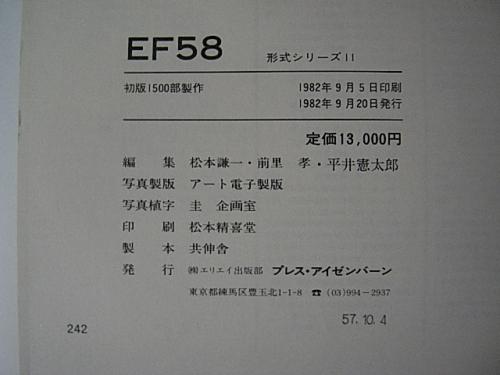 EF58 形式シリーズ11
初版1500部製作 1982年9月5日印刷
1982年9月20日発行
定価13,000円
編 集 松本謙一・前里 孝・平井憲太郎
写真製版 アート電子製版
写真植字 圭 企画室
印 刷 松本精喜堂
製 本 共伸舎
発 行 ㈱エリエイ出版部 プレス・アイゼンバーン
東京都練馬区豊玉北1-1-8 ☎(03)994-2937
242
57.10.4